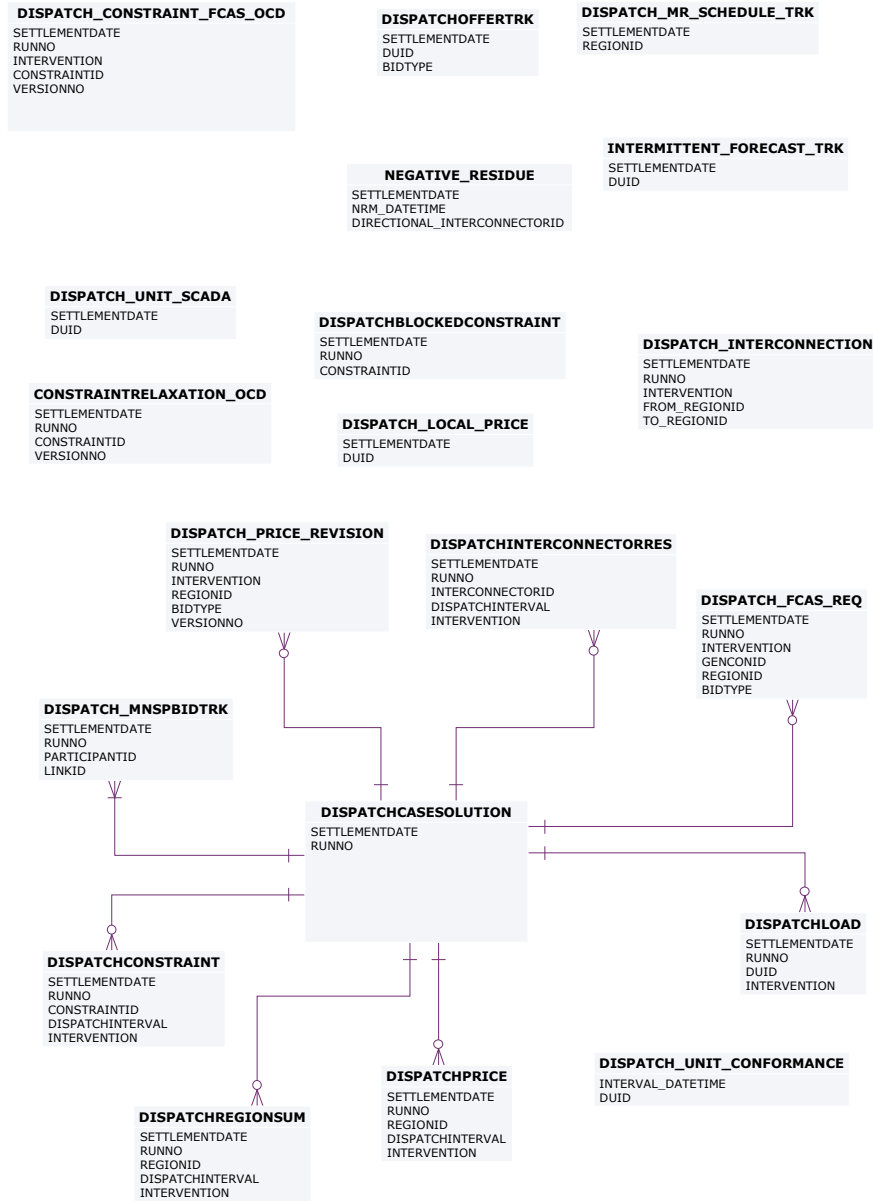 DISPATCH_CONSTRAINT_FCAS_OCD
SETTLEMENTDATE
RUNNO
INTERVENTION
CONSTRAINTID
VERSIONNO
DISPATCHOFFERTRK
SETTLEMENTDATE
DUID
BIDTYPE
DISPATCH_MR_SCHEDULE_TRK
SETTLEMENTDATE
REGIONID
INTERMITTENT_FORECAST_TRK
SETTLEMENTDATE
DUID
NEGATIVE_RESIDUE
SETTLEMENTDATE
NRM_DATETIME
DIRECTIONAL_INTERCONNECTORID
DISPATCH_UNIT_SCADA
SETTLEMENTDATE
DUID
DISPATCHBLOCKEDCONSTRAINT
SETTLEMENTDATE
RUNNO
CONSTRAINTID
DISPATCH_INTERCONNECTION
SETTLEMENTDATE
RUNNO
INTERVENTION
FROM_REGIONID
TO_REGIONID
CONSTRAINTRELAXATION_OCD
SETTLEMENTDATE
RUNNO
CONSTRAINTID
VERSIONNO
DISPATCH_LOCAL_PRICE
SETTLEMENTDATE
DUID
DISPATCH_PRICE_REVISION
SETTLEMENTDATE
RUNNO
INTERVENTION
REGIONID
BIDTYPE
VERSIONNO
DISPATCHINTERCONNECTORRES
SETTLEMENTDATE
RUNNO
INTERCONNECTORID
DISPATCHINTERVAL
INTERVENTION
DISPATCH_FCAS_REQ
SETTLEMENTDATE
RUNNO
INTERVENTION
GENCONID
REGIONID
BIDTYPE
DISPATCH_MNSPBIDTRK
SETTLEMENTDATE
RUNNO
PARTICIPANTID
LINKID
DISPATCHCASESOLUTION
SETTLEMENTDATE
RUNNO
DISPATCHLOAD
SETTLEMENTDATE
RUNNO
DUID
INTERVENTION
DISPATCHCONSTRAINT
SETTLEMENTDATE
RUNNO
CONSTRAINTID
DISPATCHINTERVAL
INTERVENTION
DISPATCH_UNIT_CONFORMANCE
INTERVAL_DATETIME
DUID
DISPATCHPRICE
SETTLEMENTDATE
RUNNO
REGIONID
DISPATCHINTERVAL
INTERVENTION
DISPATCHREGIONSUM
SETTLEMENTDATE
RUNNO
REGIONID
DISPATCHINTERVAL
INTERVENTION